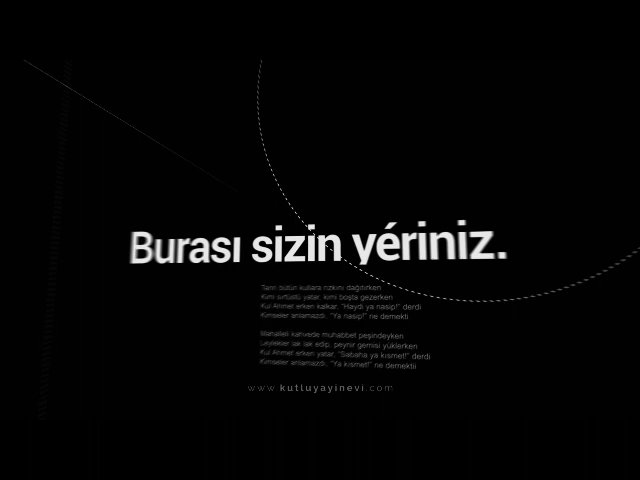 Burası sizin yériniz.
Tanrı bütün kullara rızkını dağıtırken
Kimi sırtüstü yatar, kimi boşta gezerken
Kul Ahmet erken kalkar, "Haydi ya nasip!" derdi
Kimseler anlamazdı, "Ya nasip!" ne demekti
Mahalleli kahvede muhabbet peşindeyken
Leylekler lak lak edip, peynir gemisi yüklerken
Kul Ahmet erken yatar, "Sabaha ya kısmet!" derdi
Kimseler anlamazdı, "Ya kısmet!" ne demekti
www.kutluyayinevi.com